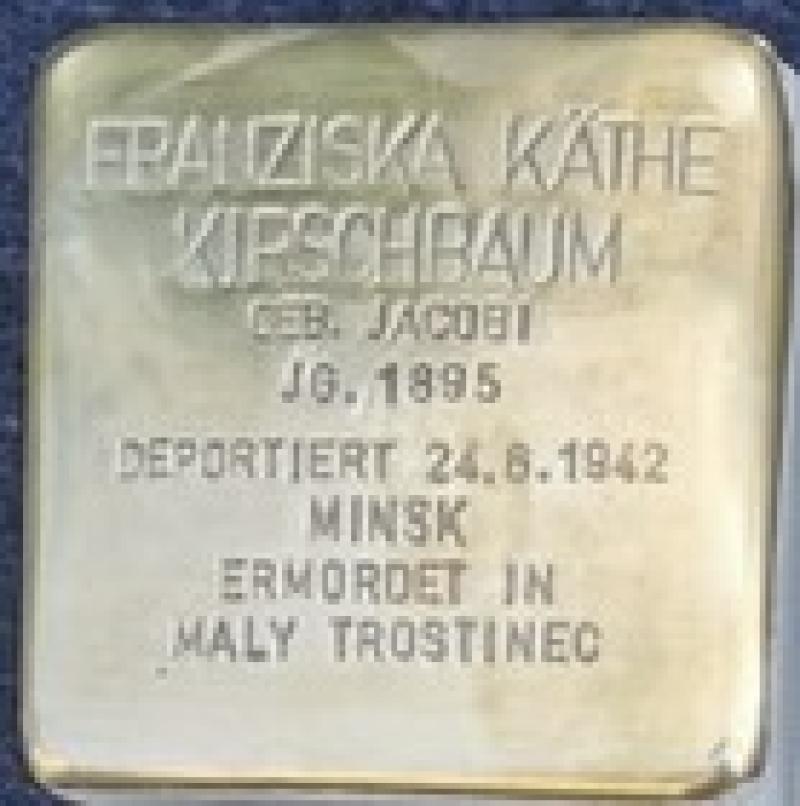 FRANZISKA KÄTHE
KIRSCHBAUM
GEB. JACOBI
JG. 1895
DEPORTIERT 24.6.1942
MINSK
ERMORDET IN
MALY TROSTINEC